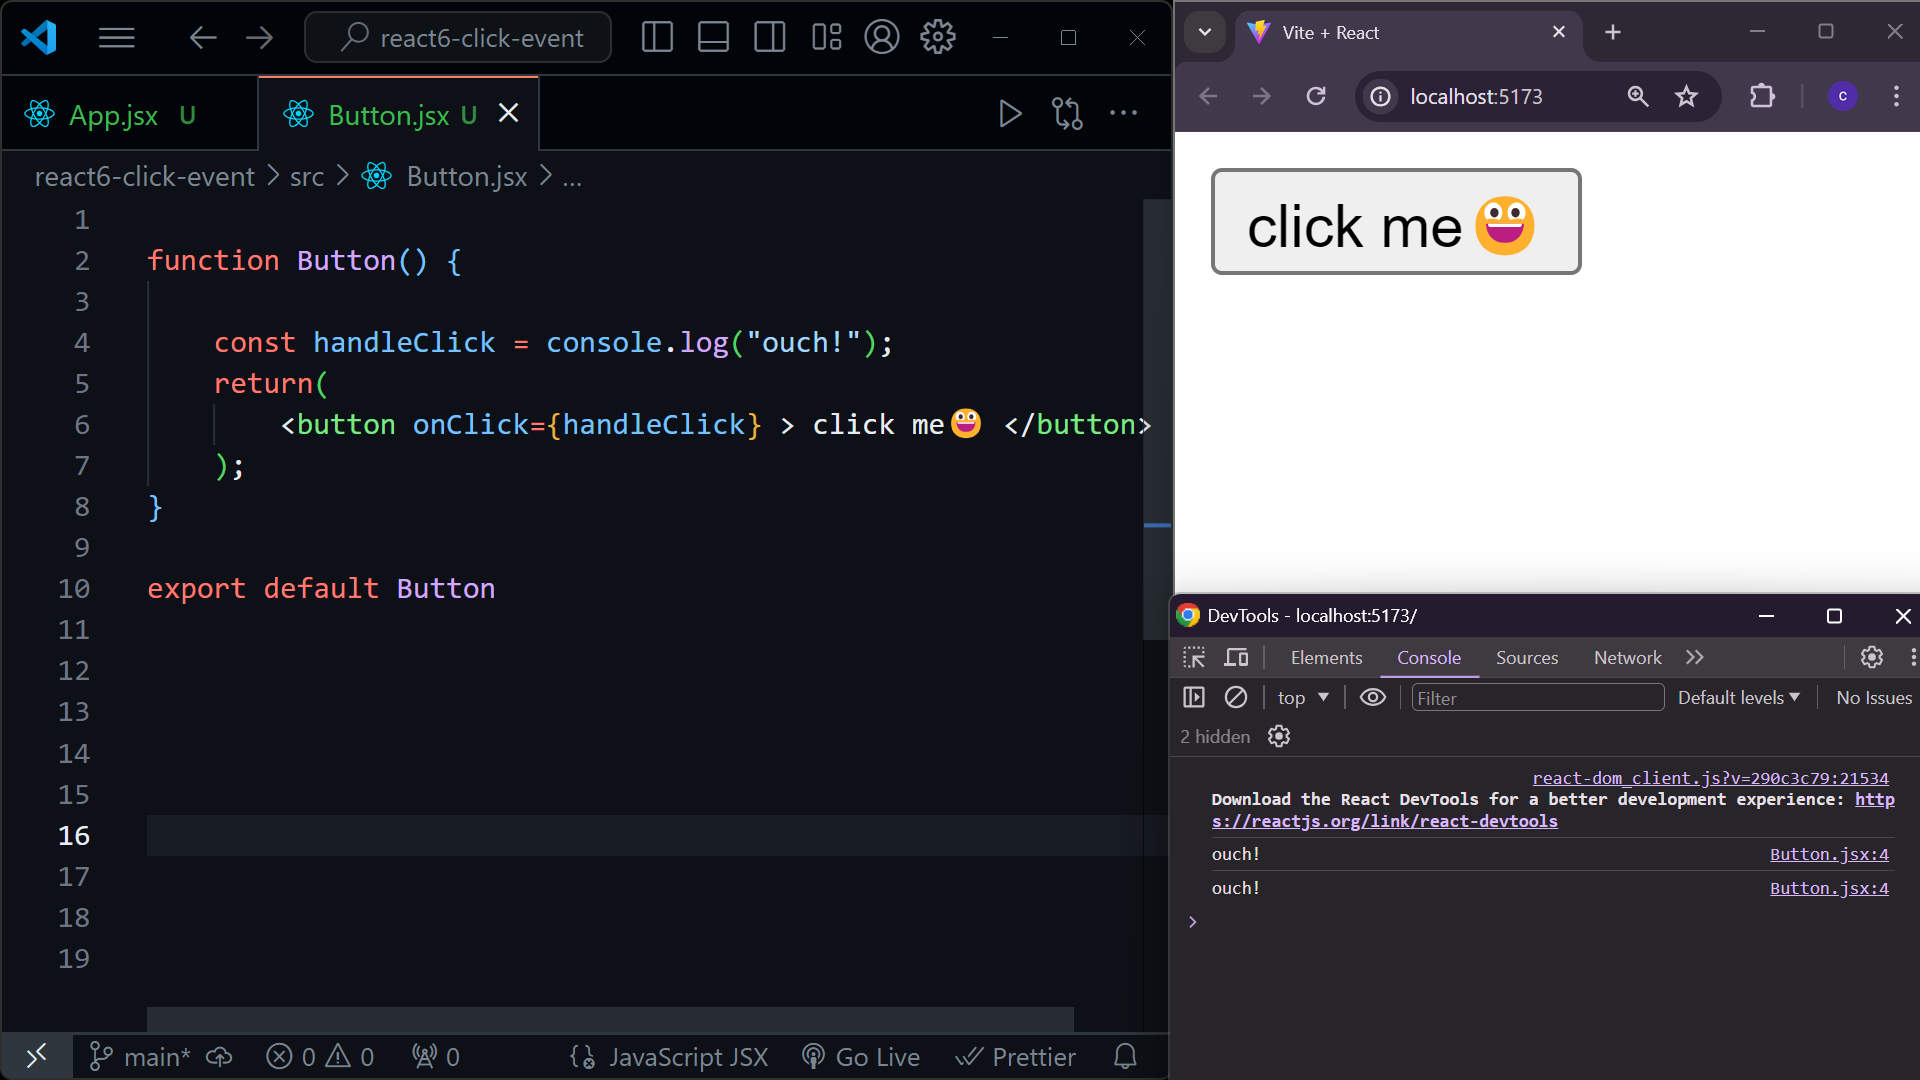 react6-click-event
App.jsx U
Button.jsx U
react6-click-event > src > Button.jsx > ...
1
2 function Button() {
3
4 const handleClick = console.log("ouch!");
5 return(
6 <button onClick={handleClick} > click me😀 </button>
7 );
8 }
9
10 export default Button
11
12
13
14
15
16
17
18
19
main* 0 0 0 JavaScript JSX Go Live Prettier
Vite + React
localhost:5173
c
click me😀
DevTools - localhost:5173/
Elements Console Sources Network
top Filter Default levels No Issues
2 hidden
react-dom_client.js?v=290c3c79:21534
Download the React DevTools for a better development experience: http
s://reactjs.org/link/react-devtools
ouch! Button.jsx:4
ouch! Button.jsx:4